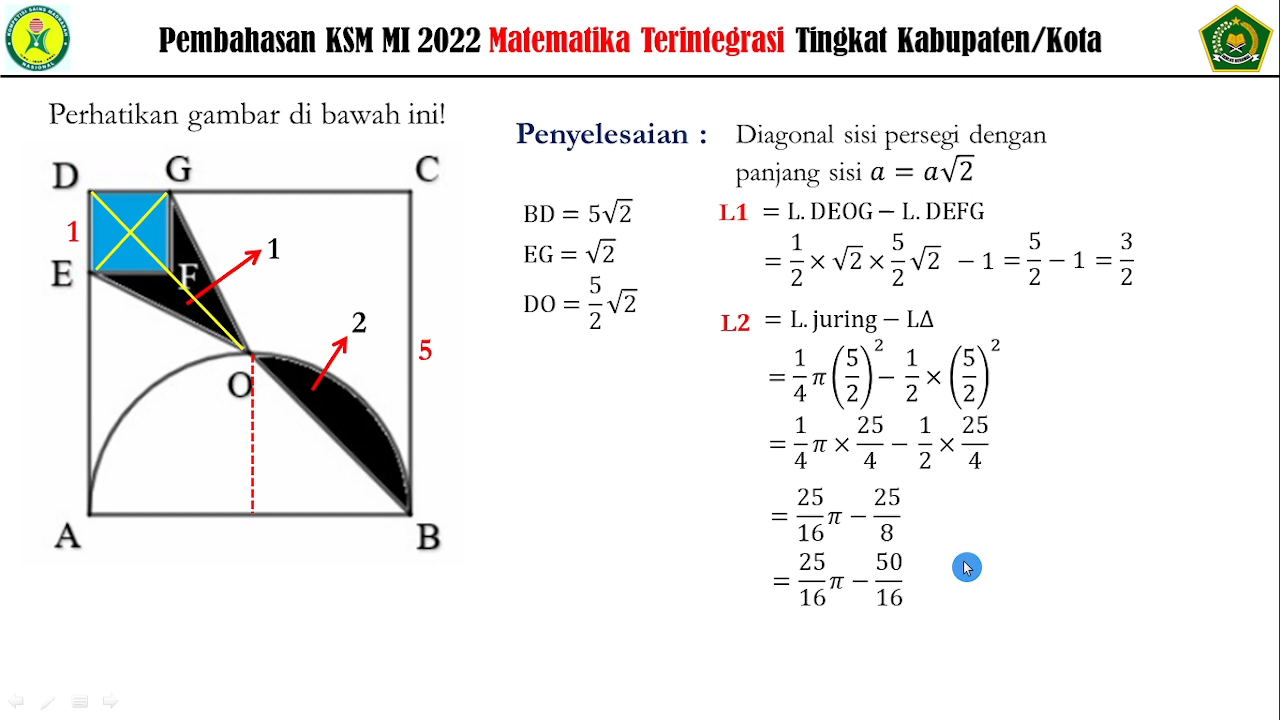 Pembahasan KSM MI 2022 Matematika Terintegrasi Tingkat Kabupaten/Kota
Perhatikan gambar di bawah ini!
D G C
1
1
E F
2
5
O
A B
Penyelesaian : Diagonal sisi persegi dengan
panjang sisi a = a√2
BD = 5√2
EG = √2
DO = 5/2 √2
L1 = L. DEOG − L. DEFG
= 1/2 × √2 × 5/2 √2 − 1 = 5/2 − 1 = 3/2
L2 = L. juring − LΔ
= 1/4 π (5/2)² − 1/2 × (5/2)²
= 1/4 π × 25/4 − 1/2 × 25/4
= 25/16 π − 25/8
= 25/16 π − 50/16